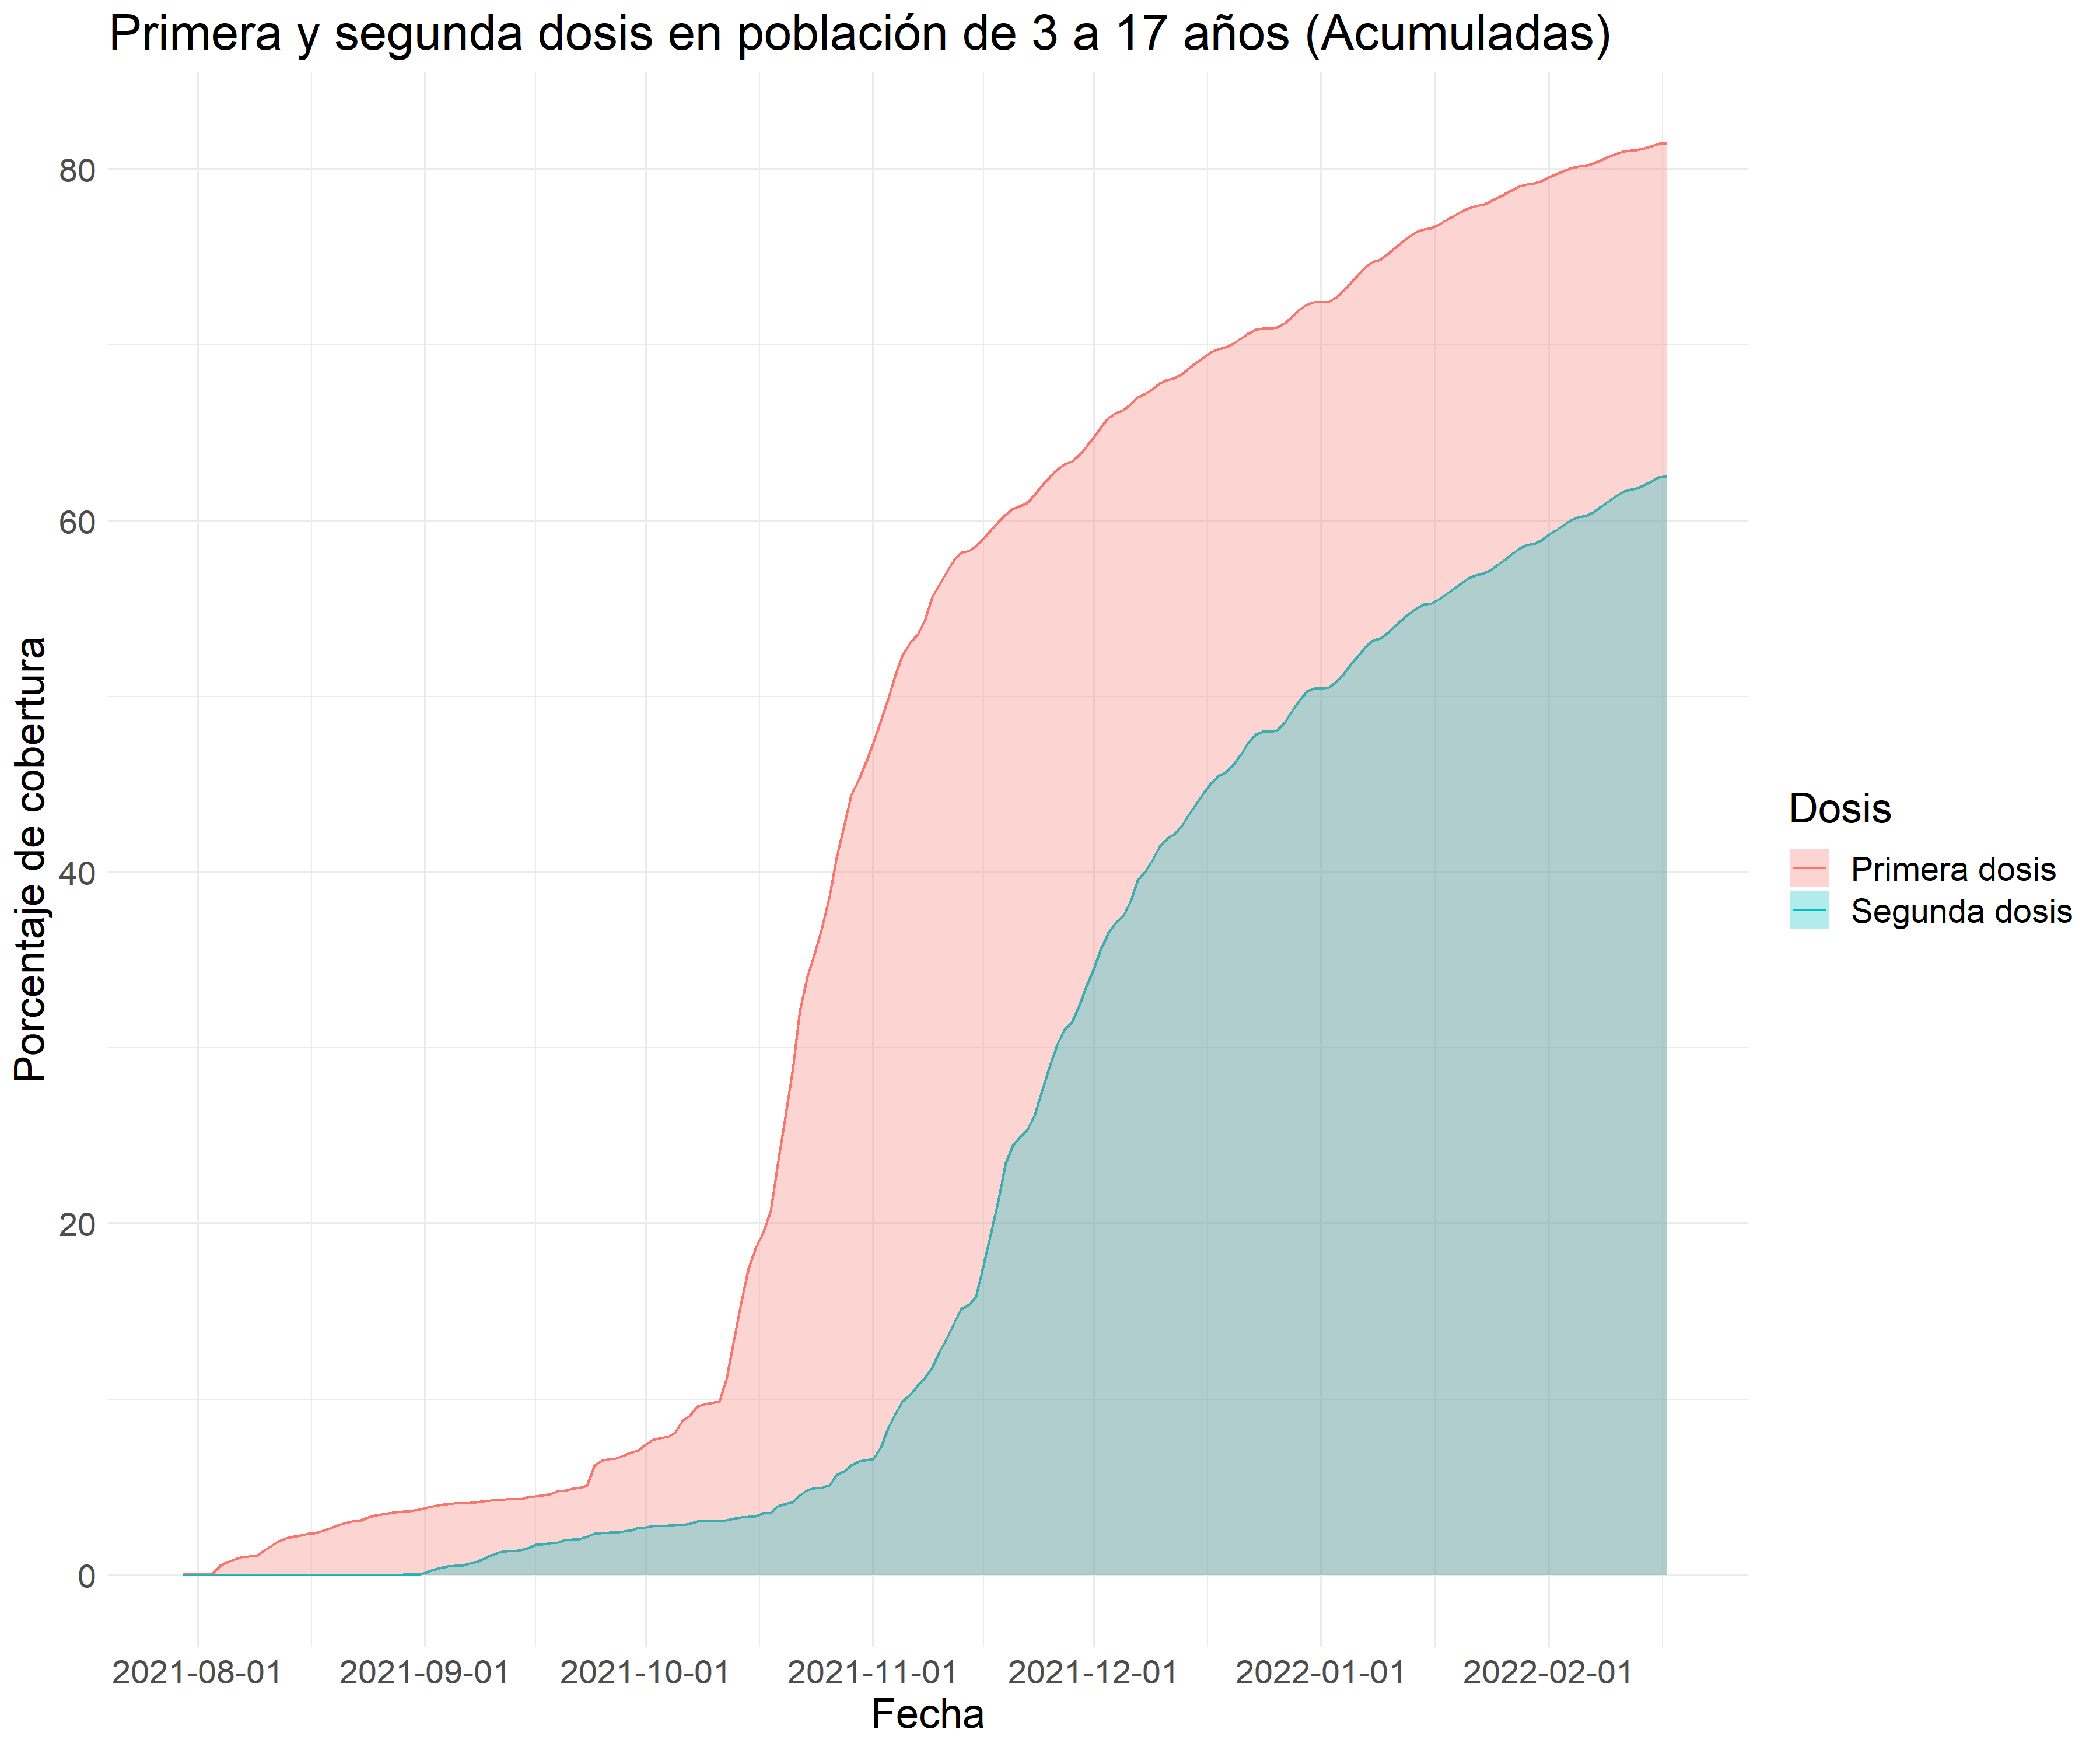 Primera y segunda dosis en población de 3 a 17 años (Acumuladas)
Porcentaje de cobertura
80
60
40
20
0
2021-08-01
2021-09-01
2021-10-01
2021-11-01
2021-12-01
2022-01-01
2022-02-01
Fecha
Dosis
Primera dosis
Segunda dosis